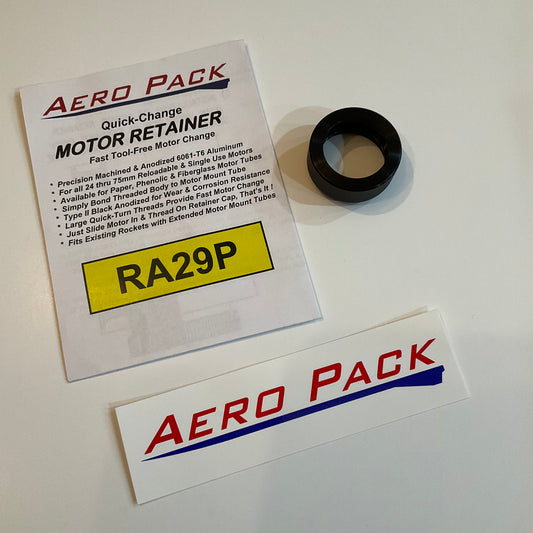 AERO PACK
Quick-Change
MOTOR RETAINER
Fast Tool-Free Motor Change
* Precision Machined & Anodized 6061-T6 Aluminum
* For all 24 thru 75mm Reloadable & Single Use Motors
* Available for Paper, Phenolic & Fiberglass Motor Tubes
* Simply Bond Threaded Body to Motor Mount Tube
* Type II Black Anodized for Wear & Corrosion Resistance
* Large Quick-Turn Threads Provide Fast Motor Change
* Just Slide Motor In & Thread On Retainer Cap, That's It !
* Fits Existing Rockets with Extended Motor Mount Tubes
RA29P
AERO PACK